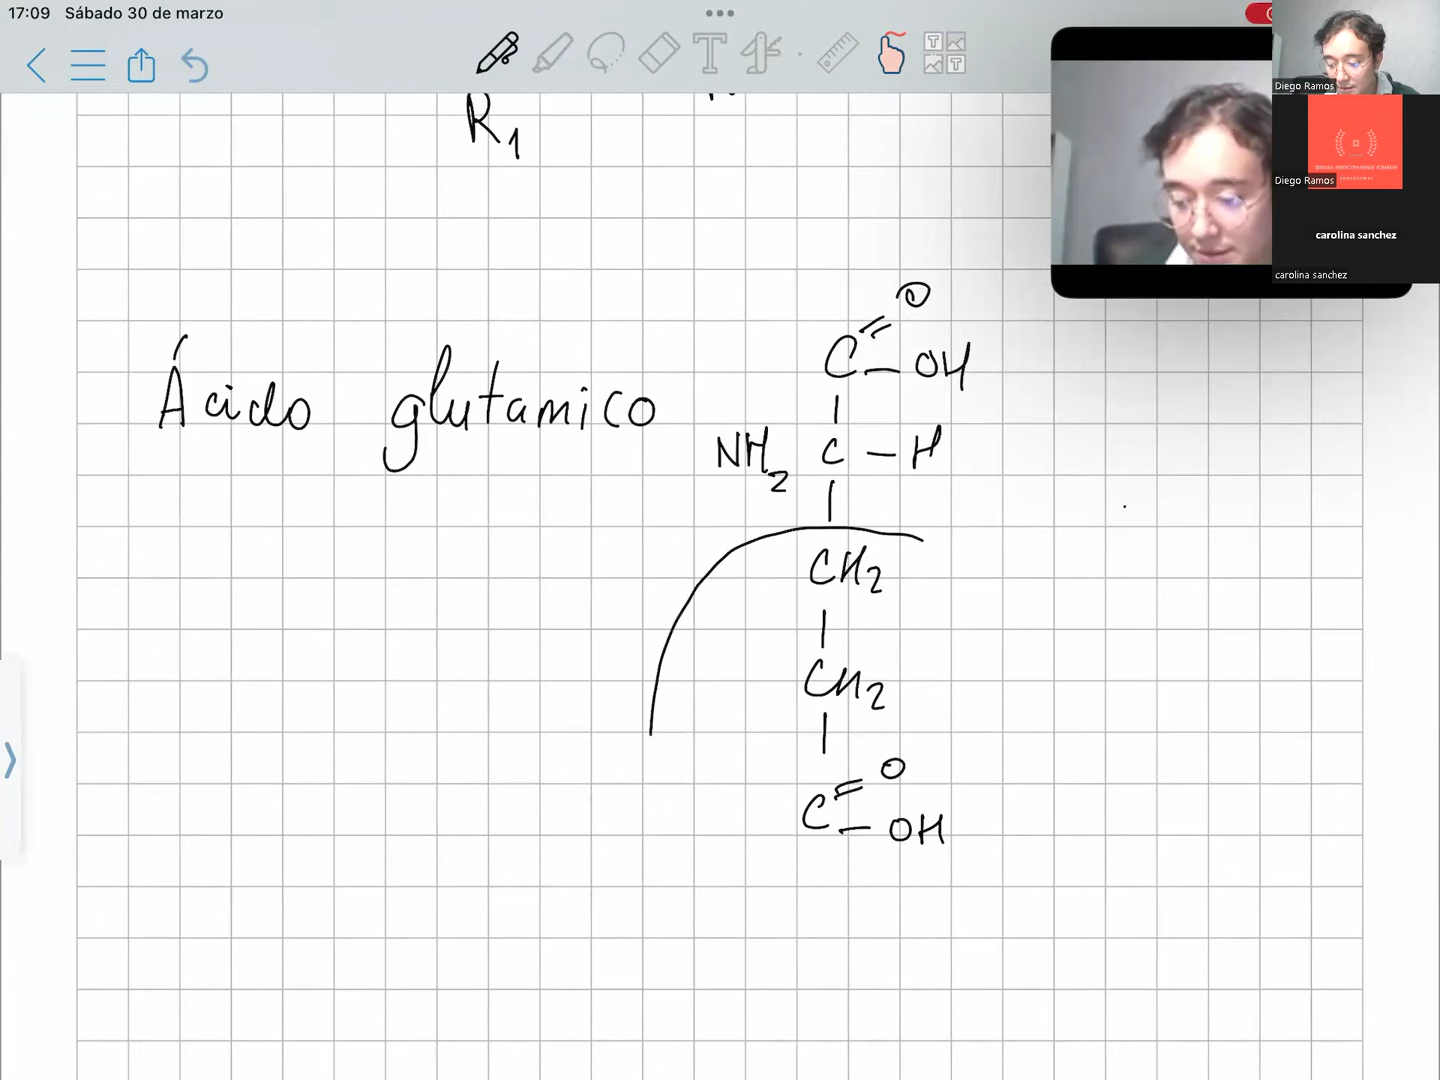 17:09 Sábado 30 de marzo
R1
Ácido glutamico
O
C = - OH
|
NH2 C - H
|
CH2
|
CH2
|
O
C = - OH
Diego Ramos
Diego Ramos
carolina sanchez
carolina sanchez